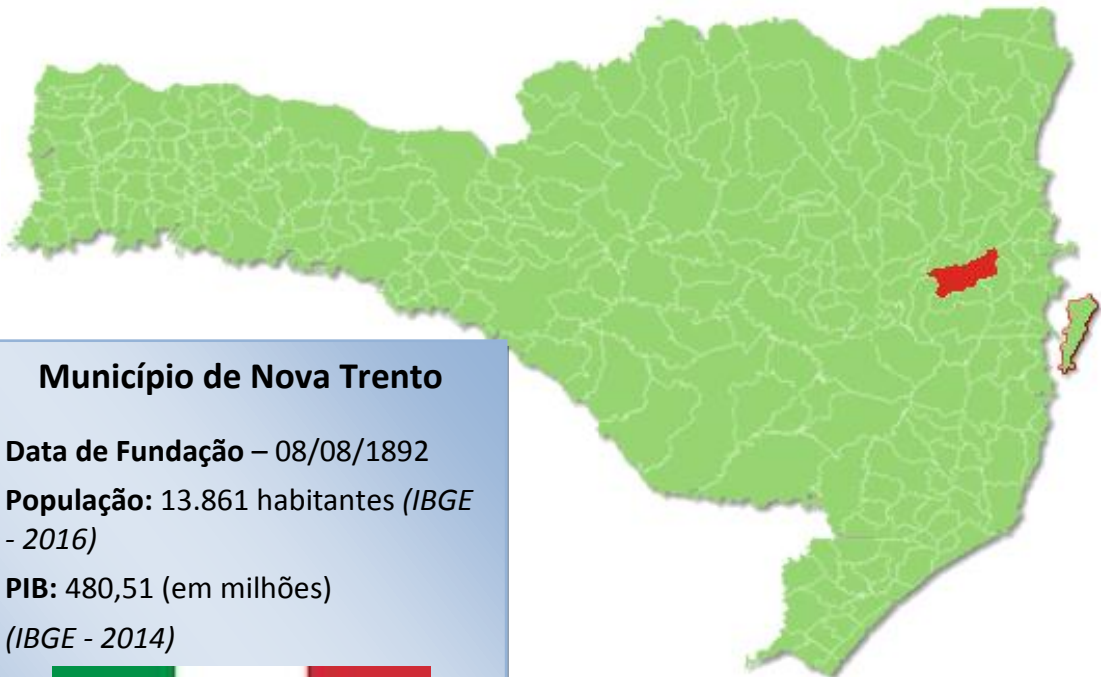 Município de Nova Trento
Data de Fundação – 08/08/1892
População: 13.861 habitantes (IBGE
- 2016)
PIB: 480,51 (em milhões)
(IBGE - 2014)